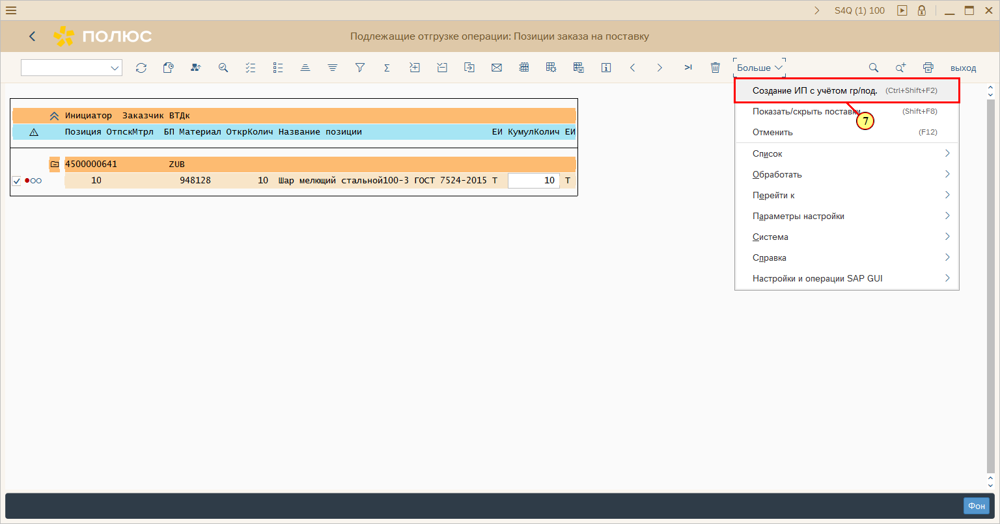 S4Q (1) 100
ПОЛЮС
Подлежащие отгрузке операции: Позиции заказа на поставку
Больше
выход
Создание ИП с учётом гр/под. (Ctrl+Shift+F2)
Показать/скрыть поставки (Shift+F8)
7
Отменить (F12)
Список
Обработать
Перейти к
Параметры настройки
Система
Справка
Настройки и операции SAP GUI
Инициатор Заказчик ВТДк
Позиция ОтпскМтрл БП Материал ОткрКолич Название позиции ЕИ КумулКолич ЕИ
4500000641 ZUB
10 948128 10 Шар мелющий стальной100-3 ГОСТ 7524-2015 Т 10 Т
Фон